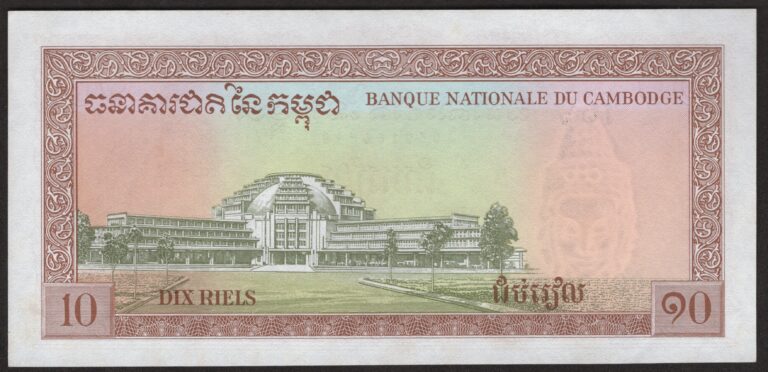 ធនាគារជាតិនៃកម្ពុជា BANQUE NATIONALE DU CAMBODGE
10 DIX RIELS ដប់រៀល ១០